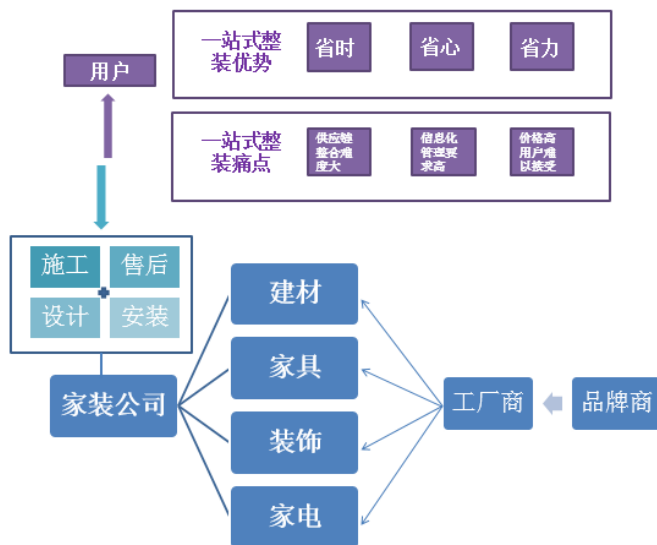 一站式整
装优势
省时
省心
省力
用户
一站式整
装痛点
供应链
整合难
度大
信息化
管理要
求高
价格高
用户难
以接受
施工
售后
设计
安装
建材
家具
家装公司
工厂商
品牌商
装饰
家电